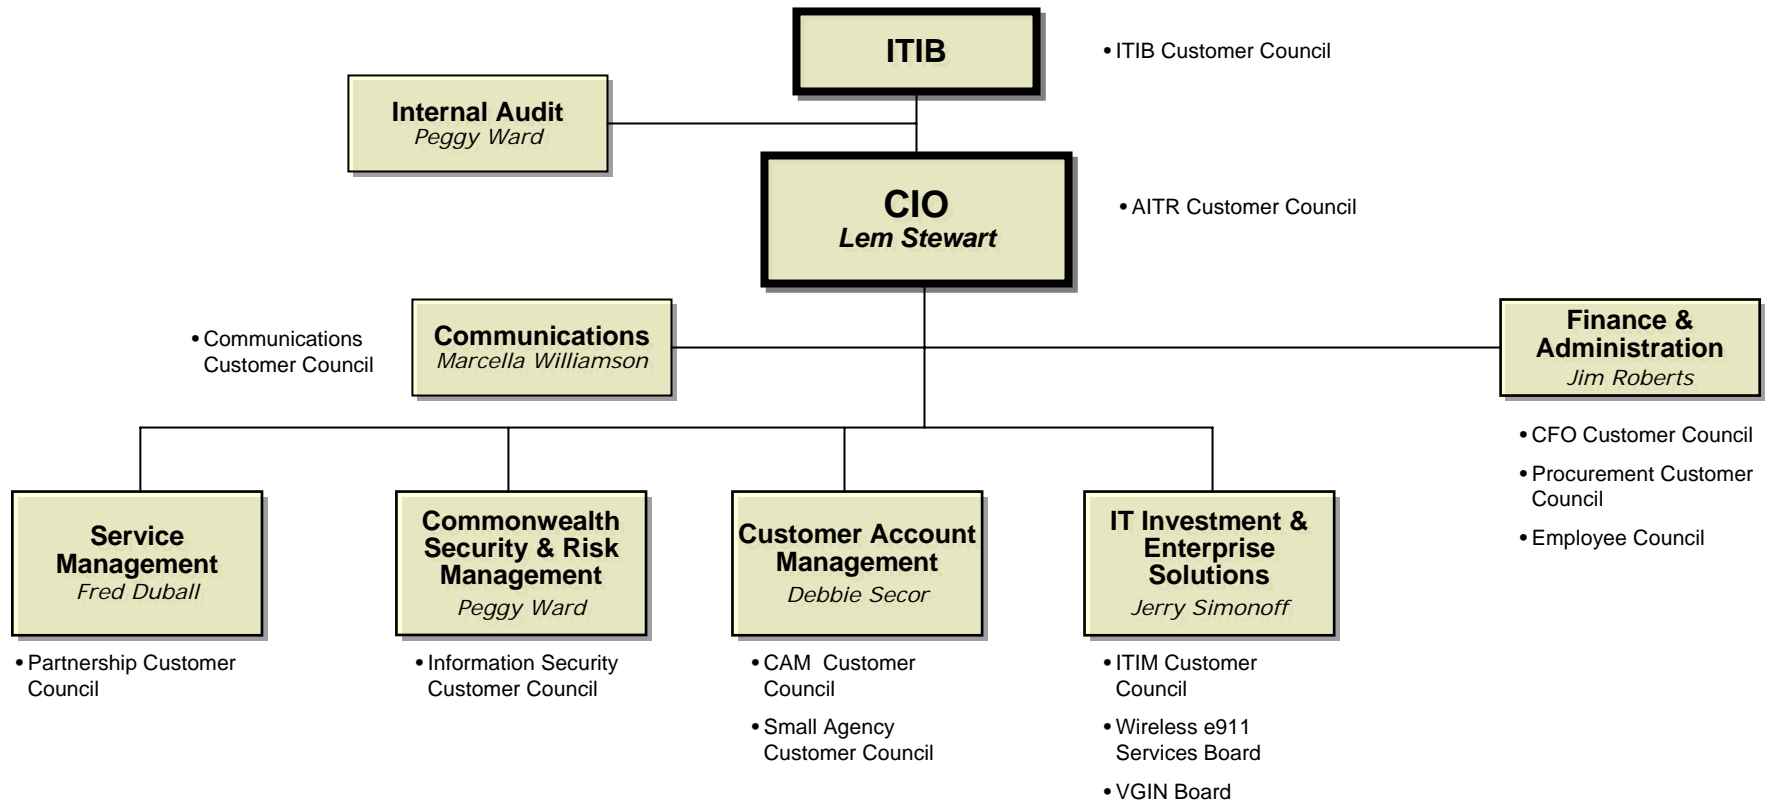 ITIB
• ITIB Customer Council
Internal Audit
Peggy Ward
CIO
Lem Stewart
• AITR Customer Council
• Communications
Customer Council
Communications
Marcella Williamson
Finance &
Administration
Jim Roberts
• CFO Customer Council
• Procurement Customer
Council
• Employee Council
Service
Management
Fred Duball
• Partnership Customer
Council
Commonwealth
Security & Risk
Management
Peggy Ward
• Information Security
Customer Council
Customer Account
Management
Debbie Secor
• CAM Customer
Council
• Small Agency
Customer Council
IT Investment &
Enterprise
Solutions
Jerry Simonoff
• ITIM Customer
Council
• Wireless e911
Services Board
• VGIN Board